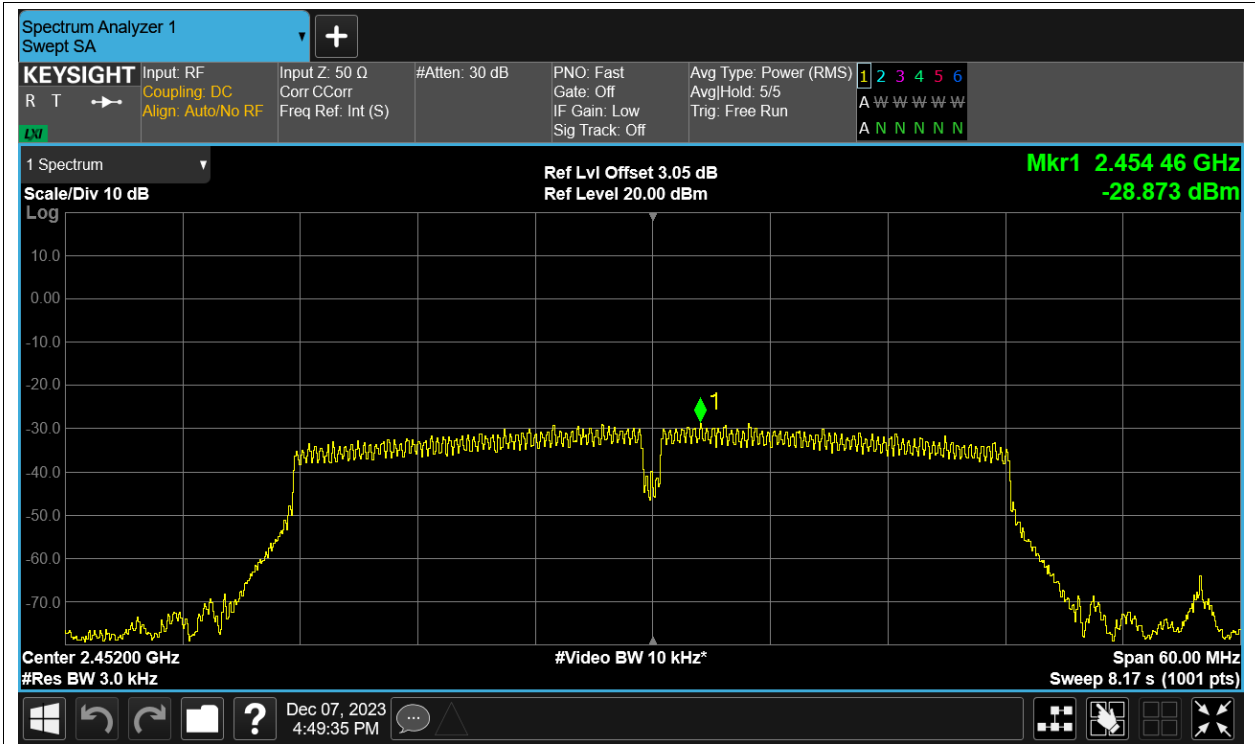 Spectrum Analyzer 1
Swept SA
KEYSIGHT
R T
LXI
Input: RF
Coupling: DC
Align: Auto/No RF
Input Z: 50 Ω
Corr CCorr
Freq Ref: Int (S)
#Atten: 30 dB
PNO: Fast
Gate: Off
IF Gain: Low
Sig Track: Off
Avg Type: Power (RMS)
Avg|Hold: 5/5
Trig: Free Run
1 2 3 4 5 6
A W W W W W
A N N N N N
1 Spectrum
Scale/Div 10 dB
Log
Ref Lvl Offset 3.05 dB
Ref Level 20.00 dBm
Mkr1 2.454 46 GHz
-28.873 dBm
10.0
0.00
-10.0
-20.0
1
-30.0
-40.0
-50.0
-60.0
-70.0
Center 2.45200 GHz
#Video BW 10 kHz*
Span 60.00 MHz
#Res BW 3.0 kHz
Sweep 8.17 s (1001 pts)
?
Dec 07, 2023
4:49:35 PM